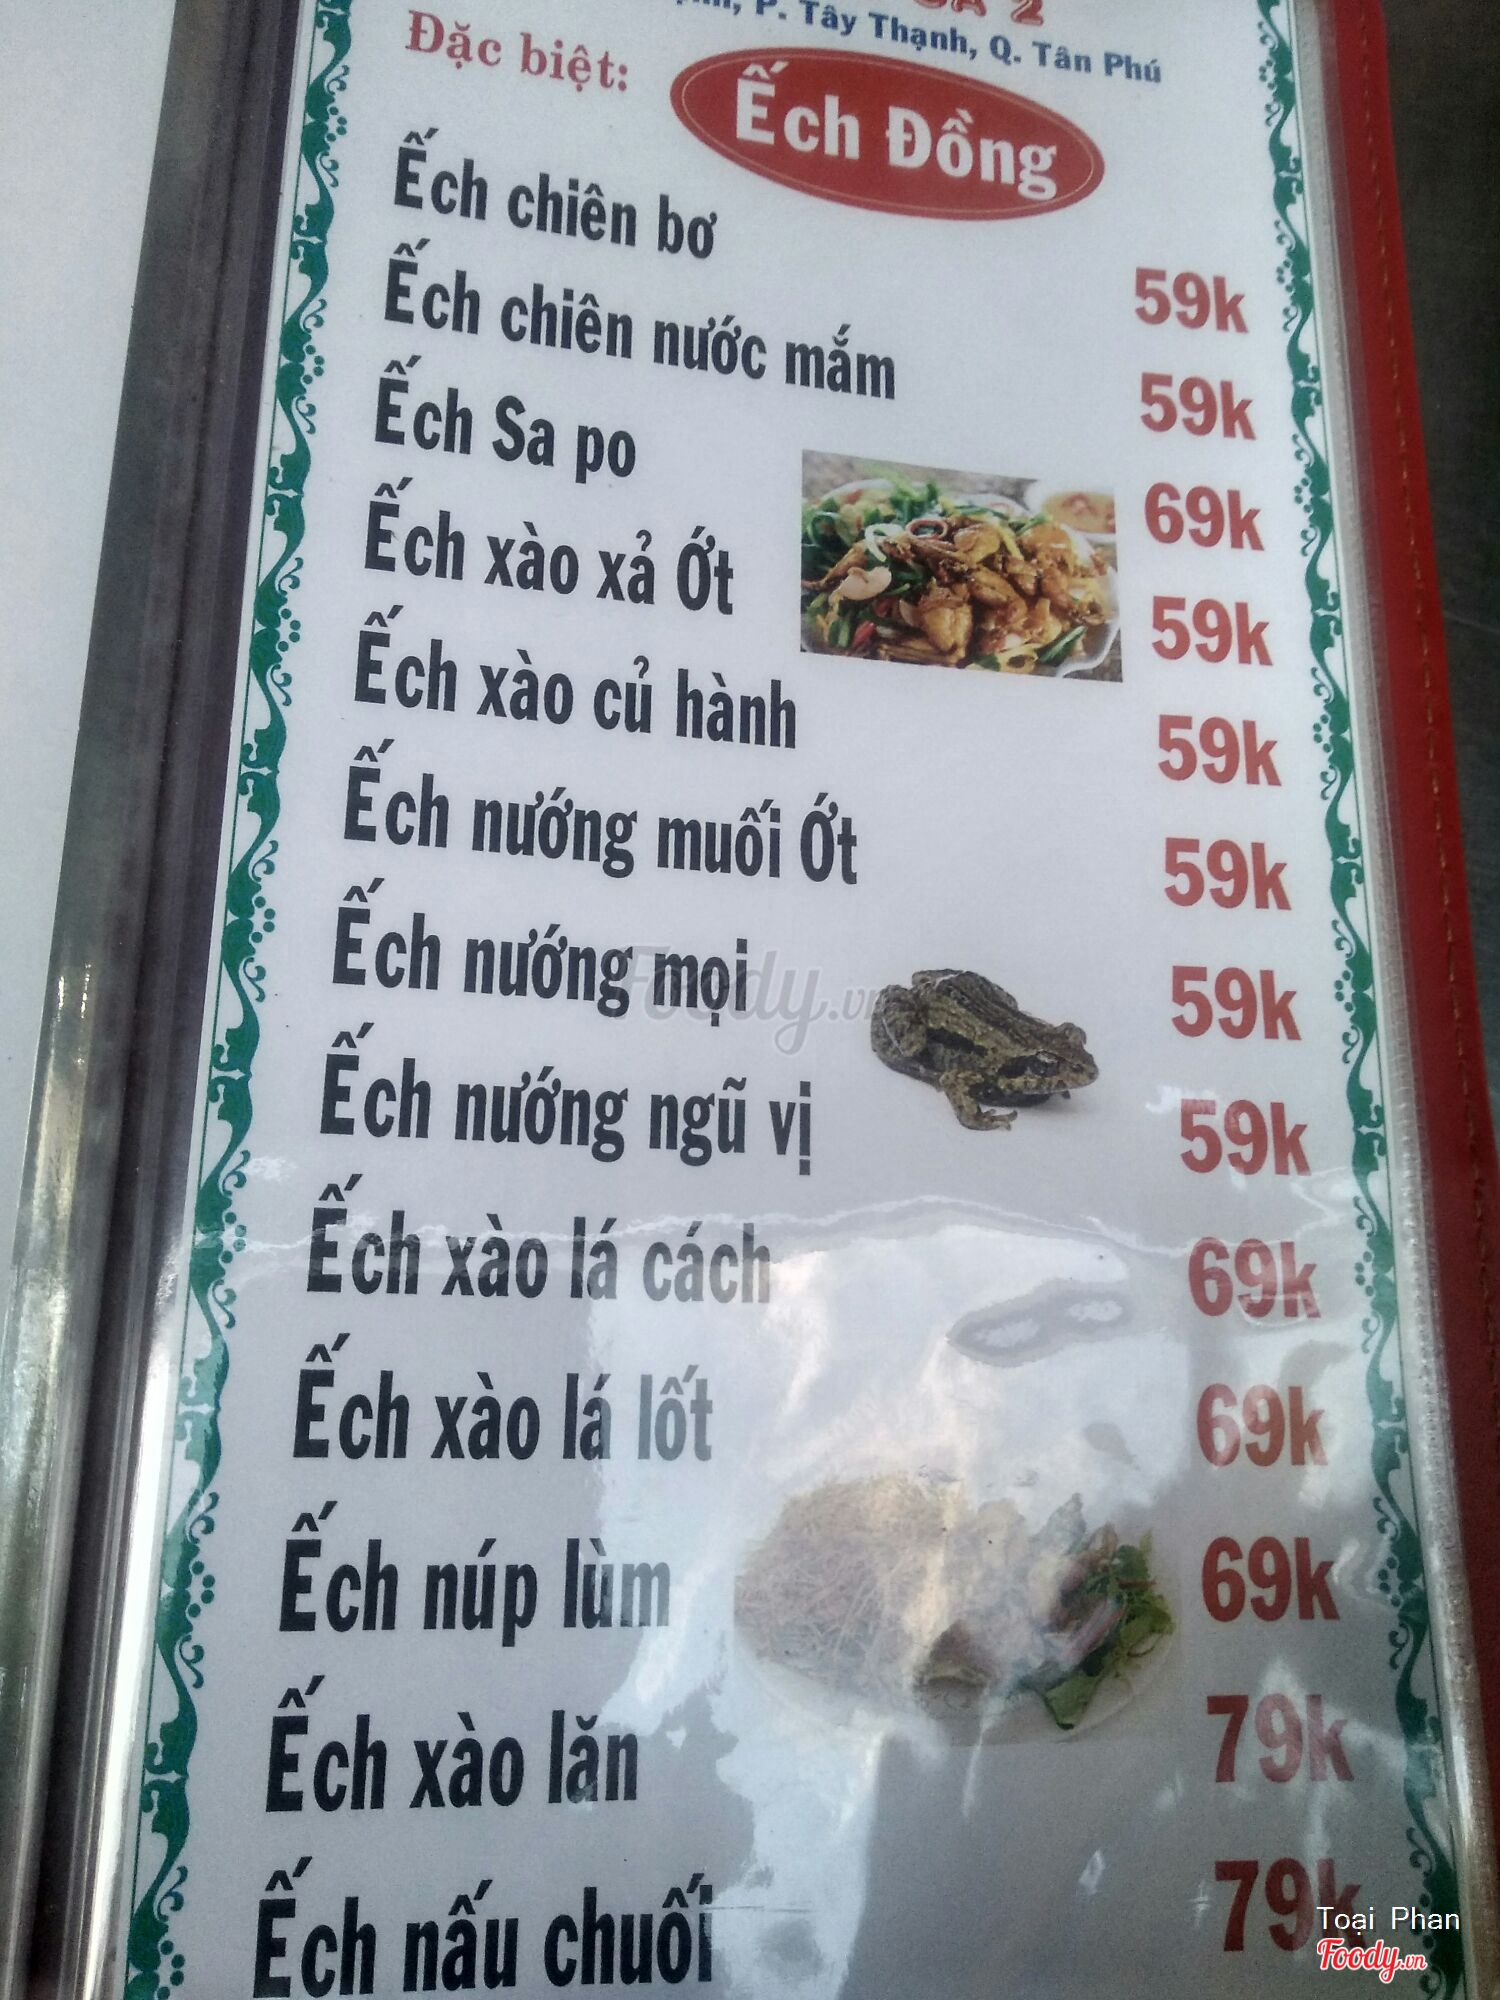 2
P. Tây Thạnh, Q. Tân Phú
Đặc biệt:
Ếch Đồng
Ếch chiên bơ 59k
Ếch chiên nước mắm 59k
Ếch Sa po 69k
Ếch xào xả Ớt 59k
Ếch xào củ hành 59k
Ếch nướng muối Ớt 59k
Ếch nướng mọi 59k
Ếch nướng ngũ vị 59k
Ếch xào lá cách 69k
Ếch xào lá lốt 69k
Ếch núp lùm 69k
Ếch xào lăn 79k
Ếch nấu chuối 79k
Foody.vn
Toại Phan
Foody.vn